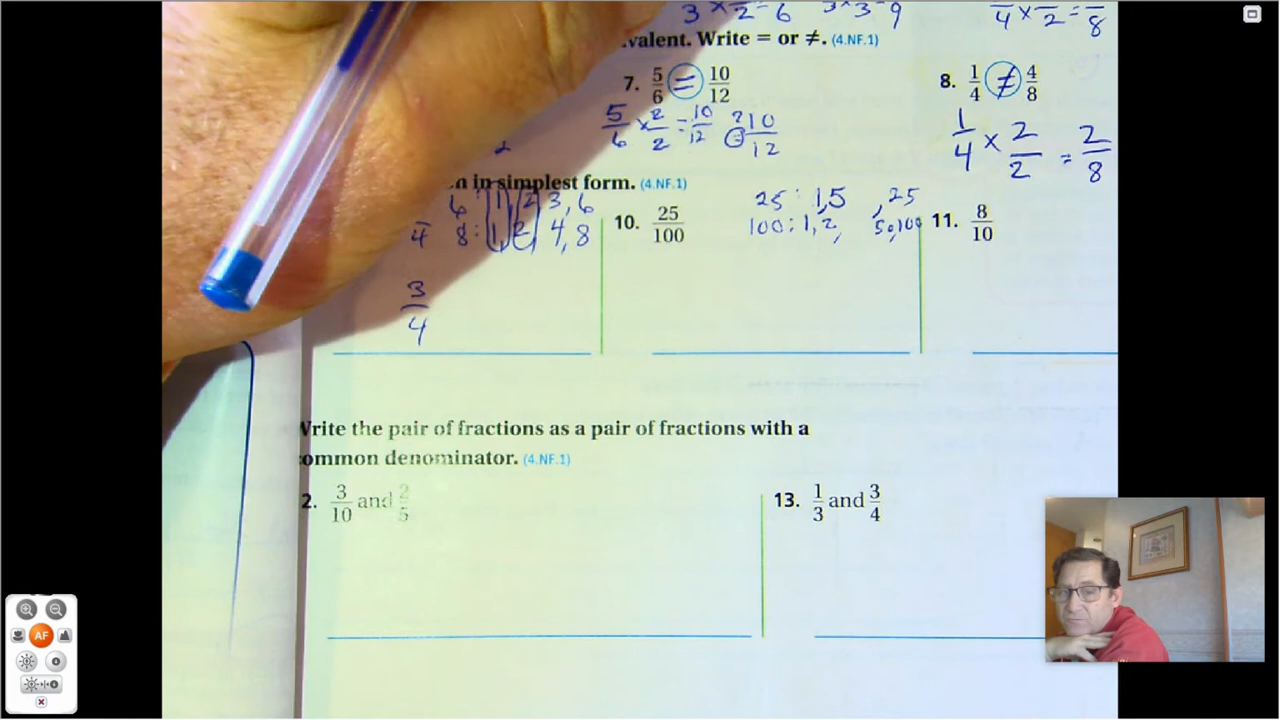 3 × 2 = 6 3 × 3 = 9 4 × 2 = 8
valent. Write = or ≠. (4.NF.1)
7. 5/6 = 10/12 8. 1/4 ≠ 4/8
5/6 × 2/2 = 10/12 =? 10/12 1/4 × 2/2 = 2/8
n in simplest form. (4.NF.1)
6: 1, 2, 3, 6
4 8: 1, 2, 4, 8
3/4
10. 25/100
25: 1, 5, 25
100: 1, 2, 50, 100
11. 8/10
Write the pair of fractions as a pair of fractions with a
ommon denominator. (4.NF.1)
2. 3/10 and 2/5 13. 1/3 and 3/4
AF